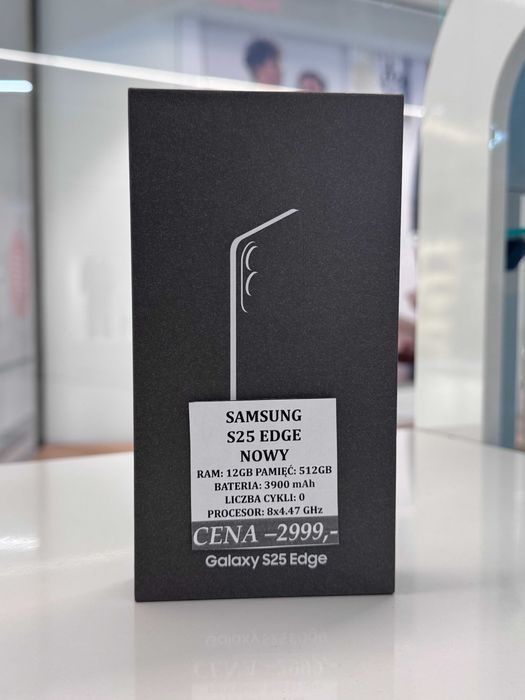 SAMSUNG
S25 EDGE
NOWY
RAM: 12GB PAMIĘĆ: 512GB
BATERIA: 3900 mAh
LICZBA CYKLI: 0
PROCESOR: 8x4.47 GHz
CENA –2999,-
Galaxy S25 Edge